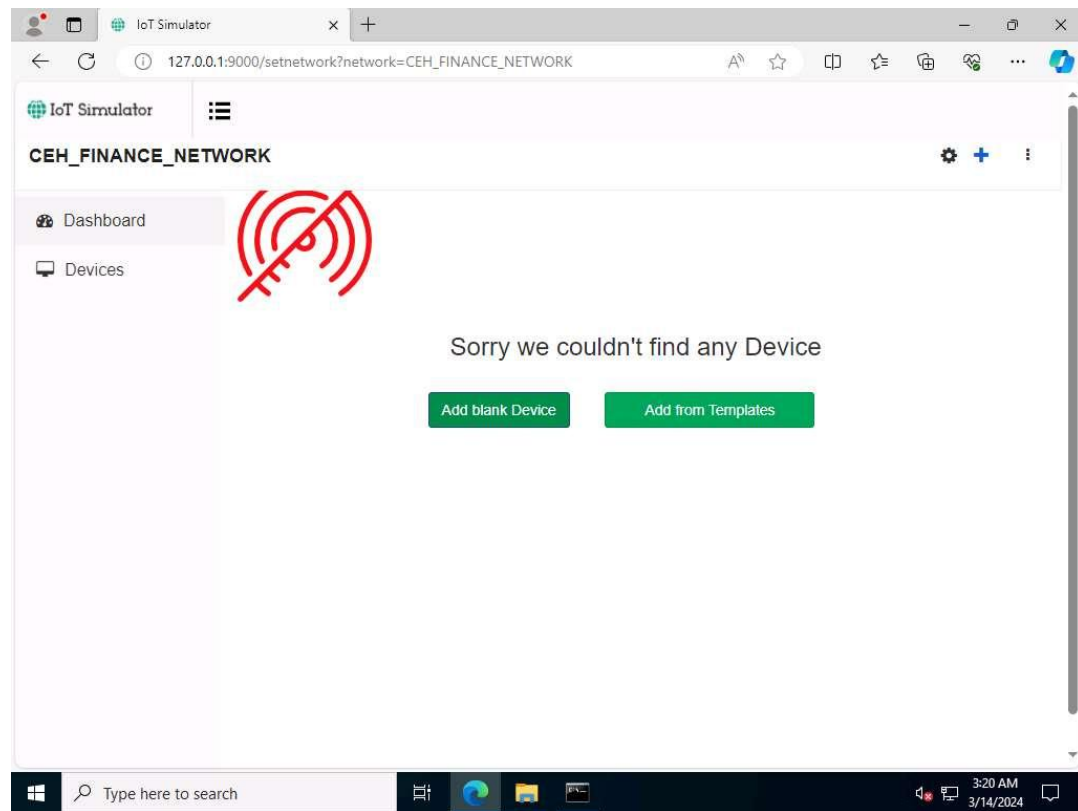 IoT Simulator
127.0.0.1:9000/setnetwork?network=CEH_FINANCE_NETWORK
IoT Simulator
CEH_FINANCE_NETWORK
Dashboard
Devices
Sorry we couldn't find any Device
Add blank Device
Add from Templates
Type here to search
3:20 AM
3/14/2024